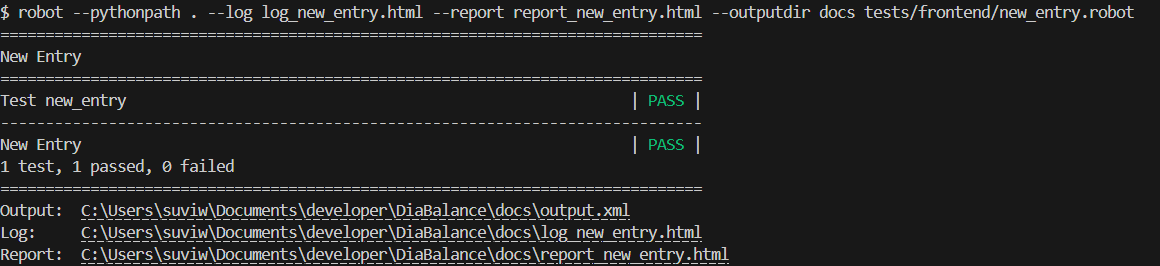 $ robot --pythonpath . --log log_new_entry.html --report report_new_entry.html --outputdir docs tests/frontend/new_entry.robot
==============================================================================
New Entry
==============================================================================
Test new_entry                                                        | PASS |
------------------------------------------------------------------------------
New Entry                                                             | PASS |
1 test, 1 passed, 0 failed
==============================================================================
Output:  C:\Users\suviw\Documents\developer\DiaBalance\docs\output.xml
Log:     C:\Users\suviw\Documents\developer\DiaBalance\docs\log_new_entry.html
Report:  C:\Users\suviw\Documents\developer\DiaBalance\docs\report_new_entry.html